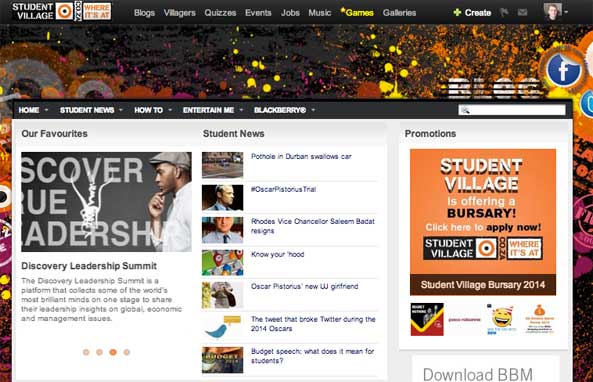 STUDENT VILLAGE .CO.ZA WHERE IT'S AT
Blogs Villagers Quizzes Events Jobs Music *Games Galleries
Create
BLOG
HOME STUDENT NEWS HOW TO ENTERTAIN ME BLACKBERRY®
Our Favourites
DISCOVER
TRUE
LEADERSHIP
Discovery Leadership Summit
The Discovery Leadership Summit is a
platform that collects some of the world's
most brilliant minds on one stage to share
their leadership insights on global, economic
and management issues.
Student News
Pothole in Durban swallows car
#OscarPistoriusTrial
Rhodes Vice Chancellor Saleem Badat
resigns
Know your 'hood
Oscar Pistorius' new UJ girlfriend
The tweet that broke Twitter during the
2014 Oscars
BUDGET
Budget speech: what does it mean for
students?
Promotions
STUDENT
VILLAGE
is offering a
BURSARY!
Click here to apply now!
STUDENT VILLAGE .CO.ZA WHERE IT'S AT
Student Village Bursary 2014
Download BBM